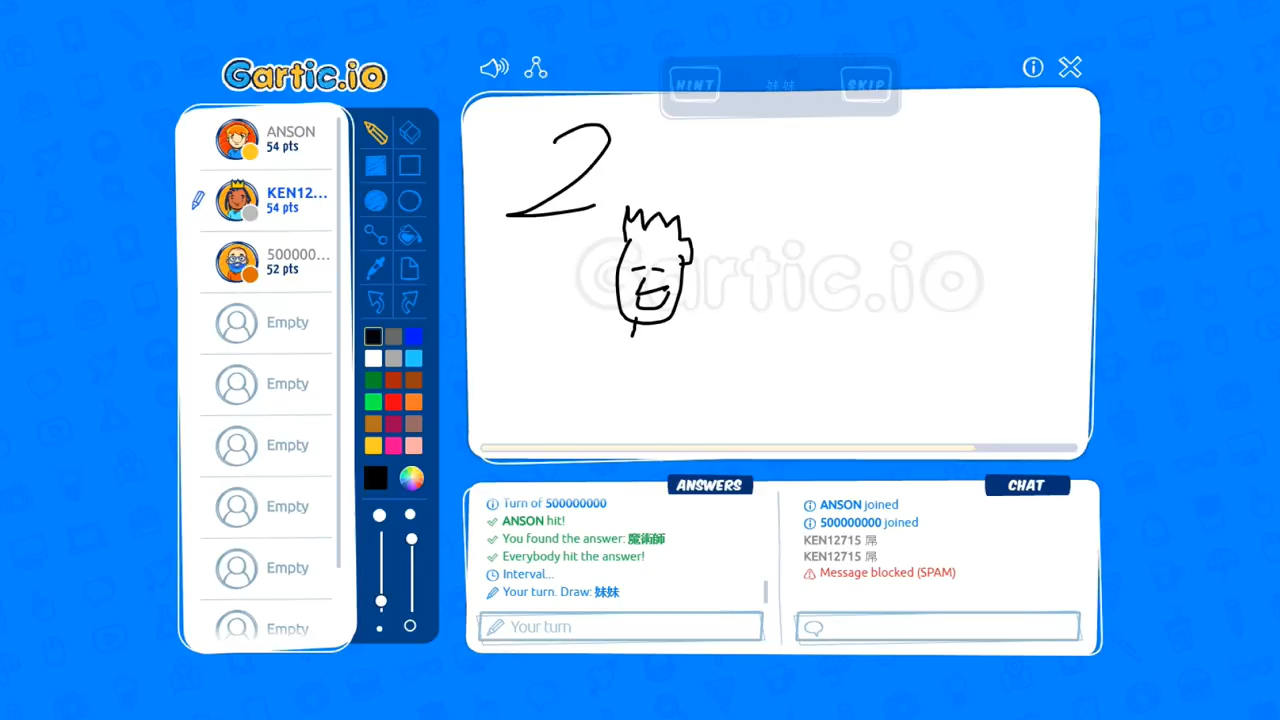 Gartic.io
HINT 妹妹 SKIP
ANSON
54 pts
KEN12...
54 pts
500000...
52 pts
Empty
Empty
Empty
Empty
Empty
Empty
2
Gartic.io
ANSWERS
Turn of 500000000
ANSON hit!
You found the answer: 魔術師
Everybody hit the answer!
Interval...
Your turn. Draw: 妹妹
Your turn
CHAT
ANSON joined
500000000 joined
KEN12715 屌
KEN12715 屌
Message blocked (SPAM)